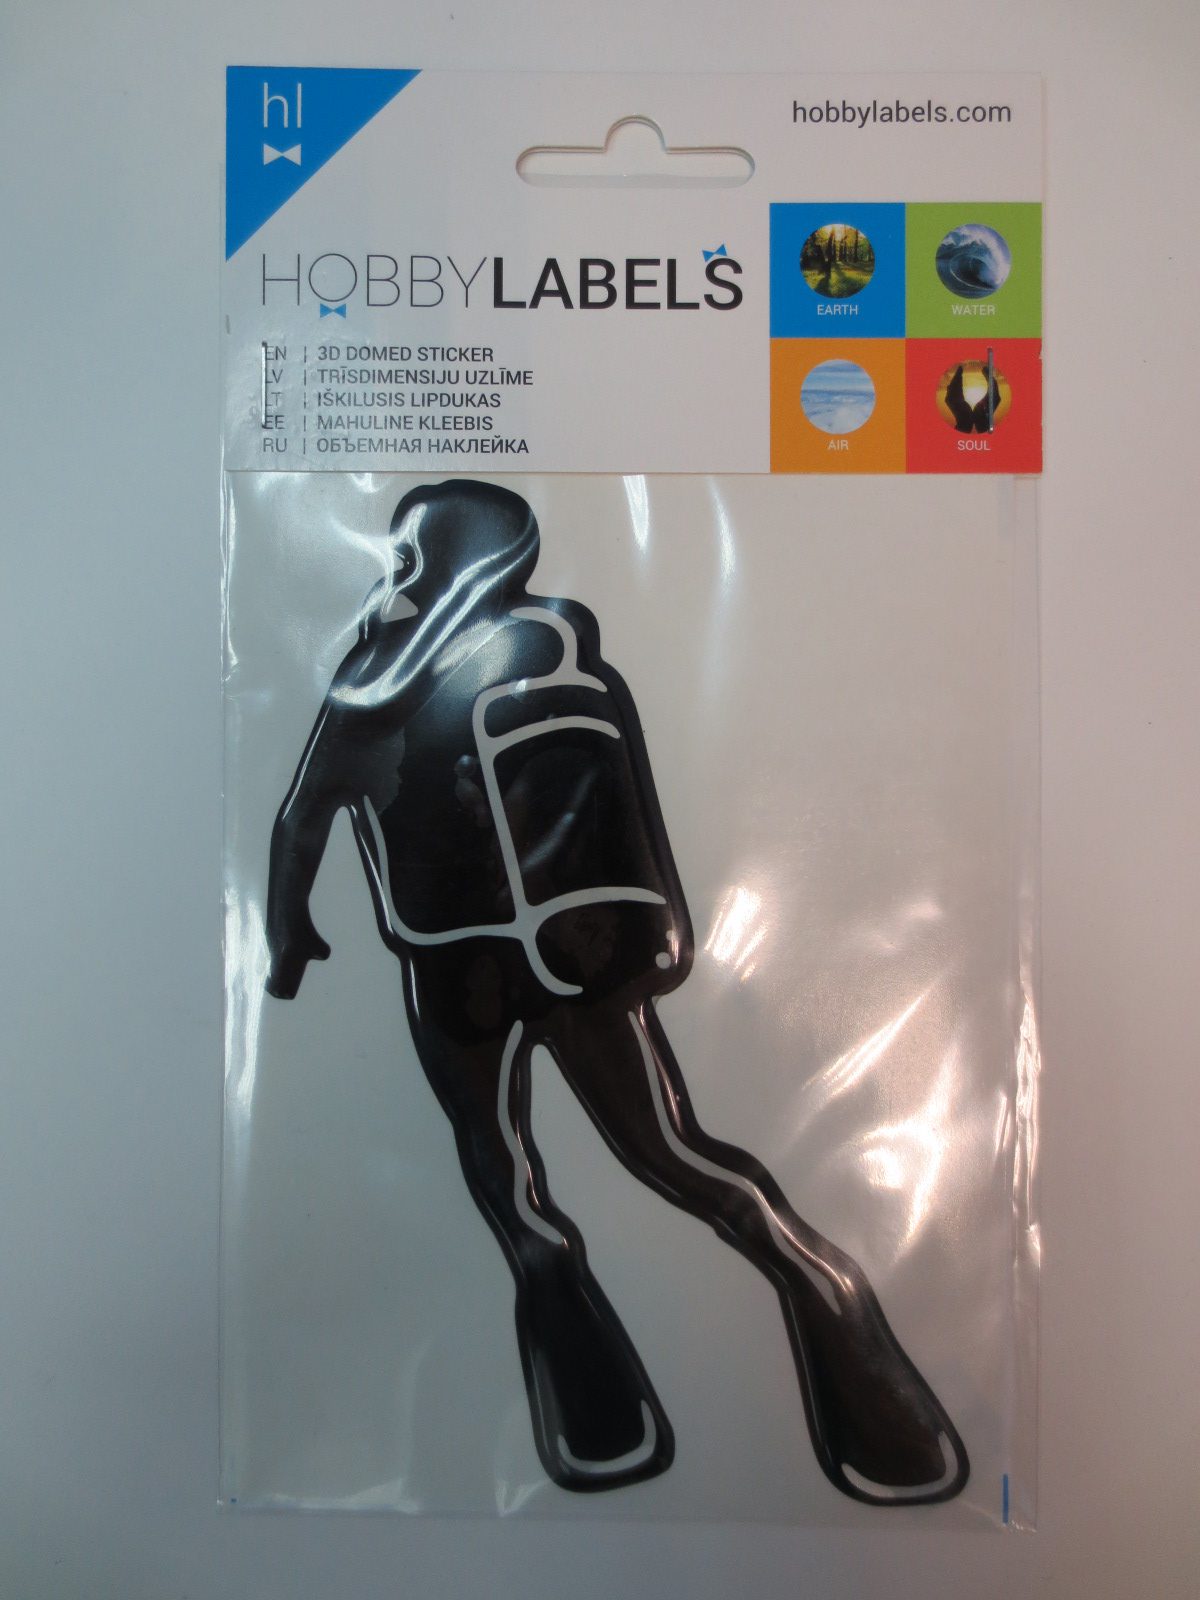 hl
hobbylabels.com
HOBBYLABELS
EARTH
WATER
EN | 3D DOMED STICKER
LV | TRĪSDIMENSIJU UZLĪME
LT | IŠKILUSIS LIPDUKAS
EE | MAHULINE KLEEBIS
RU | ОБЪЕМНАЯ НАКЛЕЙКА
AIR
SOUL